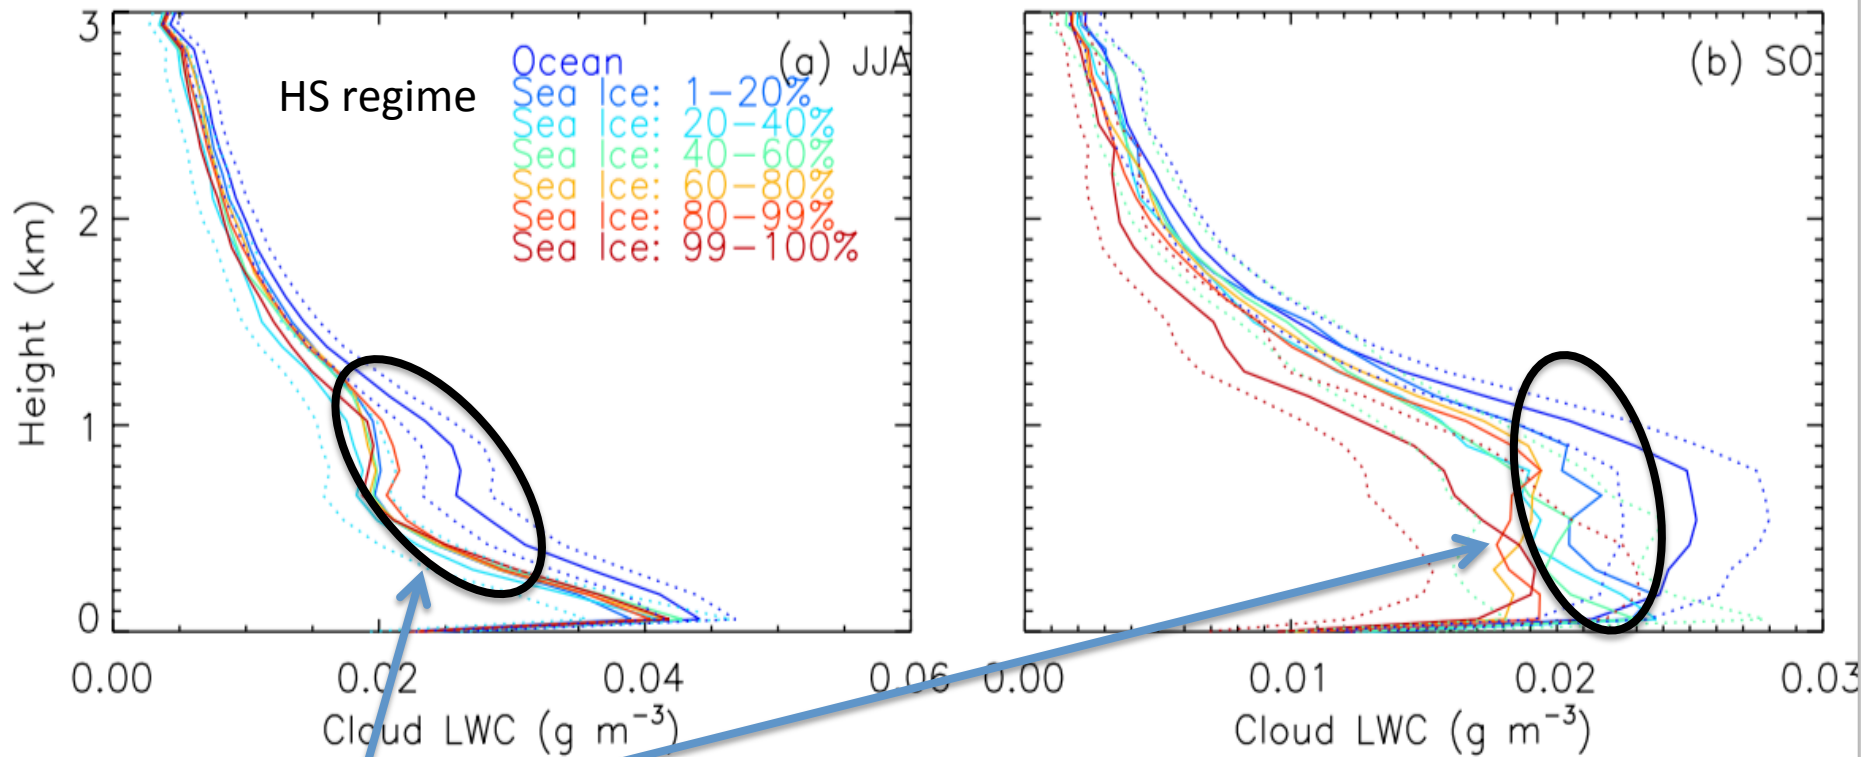 3
2
1
0
Height (km)
HS regime
(a) JJA
Ocean
Sea Ice: 1-20%
Sea Ice: 20-40%
Sea Ice: 40-60%
Sea Ice: 60-80%
Sea Ice: 80-99%
Sea Ice: 99-100%
0.00 0.02 0.04 0.06
Cloud LWC (g m⁻³)
(b) SO
0.00 0.01 0.02 0.03
Cloud LWC (g m⁻³)